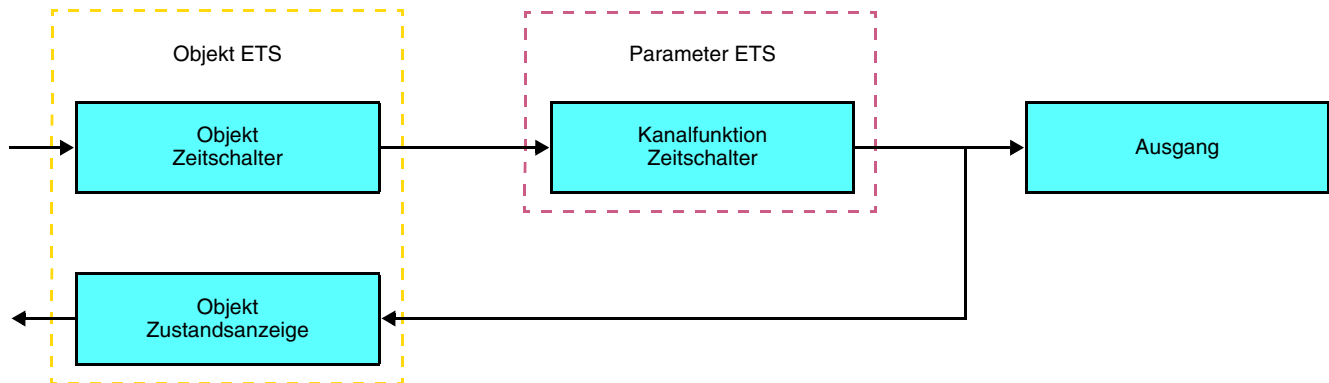 Objekt ETS
Parameter ETS
Objekt
Zeitschalter
Kanalfunktion
Zeitschalter
Ausgang
Objekt
Zustandsanzeige